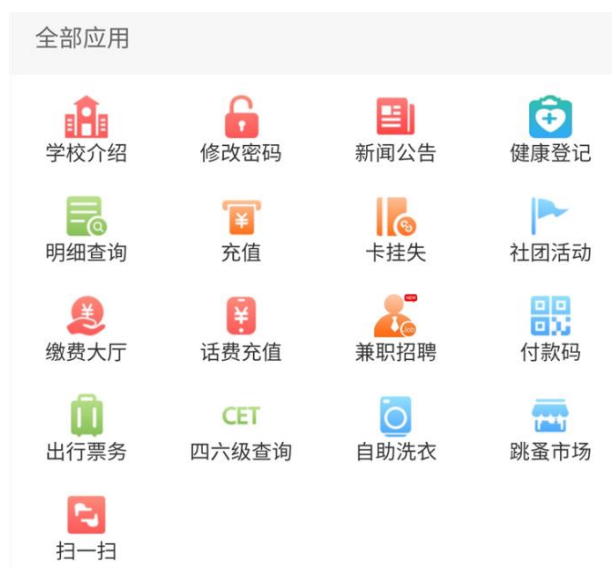 全部应用
学校介绍 修改密码 新闻公告 健康登记
明细查询 充值 卡挂失 社团活动
NEW
JOB
缴费大厅 话费充值 兼职招聘 付款码
CET
出行票务 四六级查询 自助洗衣 跳蚤市场
扫一扫